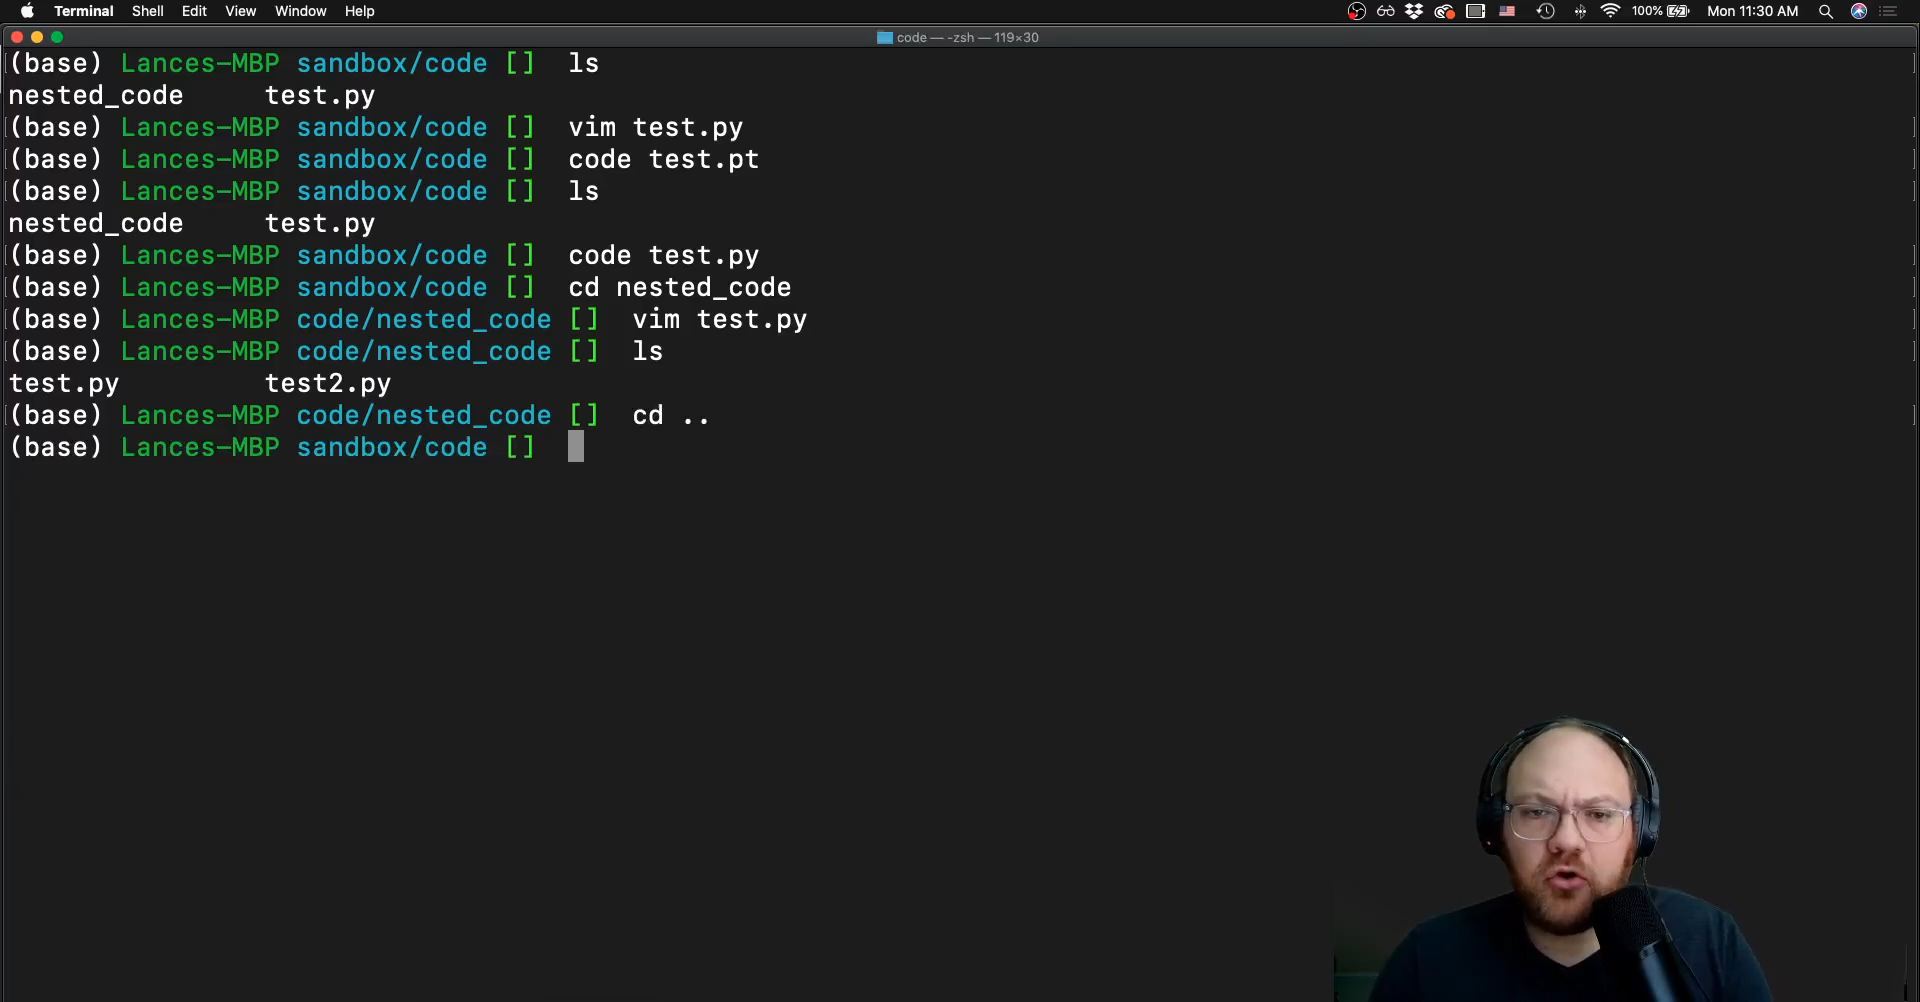 Terminal Shell Edit View Window Help 100% Mon 11:30 AM
code — -zsh — 119×30
(base) Lances-MBP sandbox/code [] ls
nested_code test.py
(base) Lances-MBP sandbox/code [] vim test.py
(base) Lances-MBP sandbox/code [] code test.pt
(base) Lances-MBP sandbox/code [] ls
nested_code test.py
(base) Lances-MBP sandbox/code [] code test.py
(base) Lances-MBP sandbox/code [] cd nested_code
(base) Lances-MBP code/nested_code [] vim test.py
(base) Lances-MBP code/nested_code [] ls
test.py test2.py
(base) Lances-MBP code/nested_code [] cd ..
(base) Lances-MBP sandbox/code []